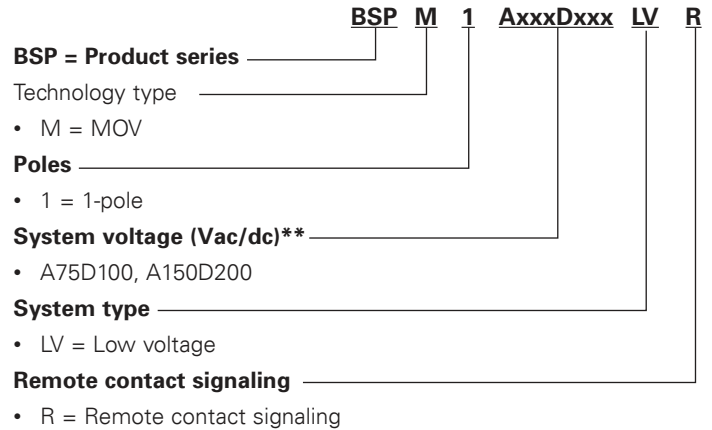 BSP M 1 AxxxDxxx LV R
BSP = Product series
Technology type
• M = MOV
Poles
• 1 = 1-pole
System voltage (Vac/dc)**
• A75D100, A150D200
System type
• LV = Low voltage
Remote contact signaling
• R = Remote contact signaling